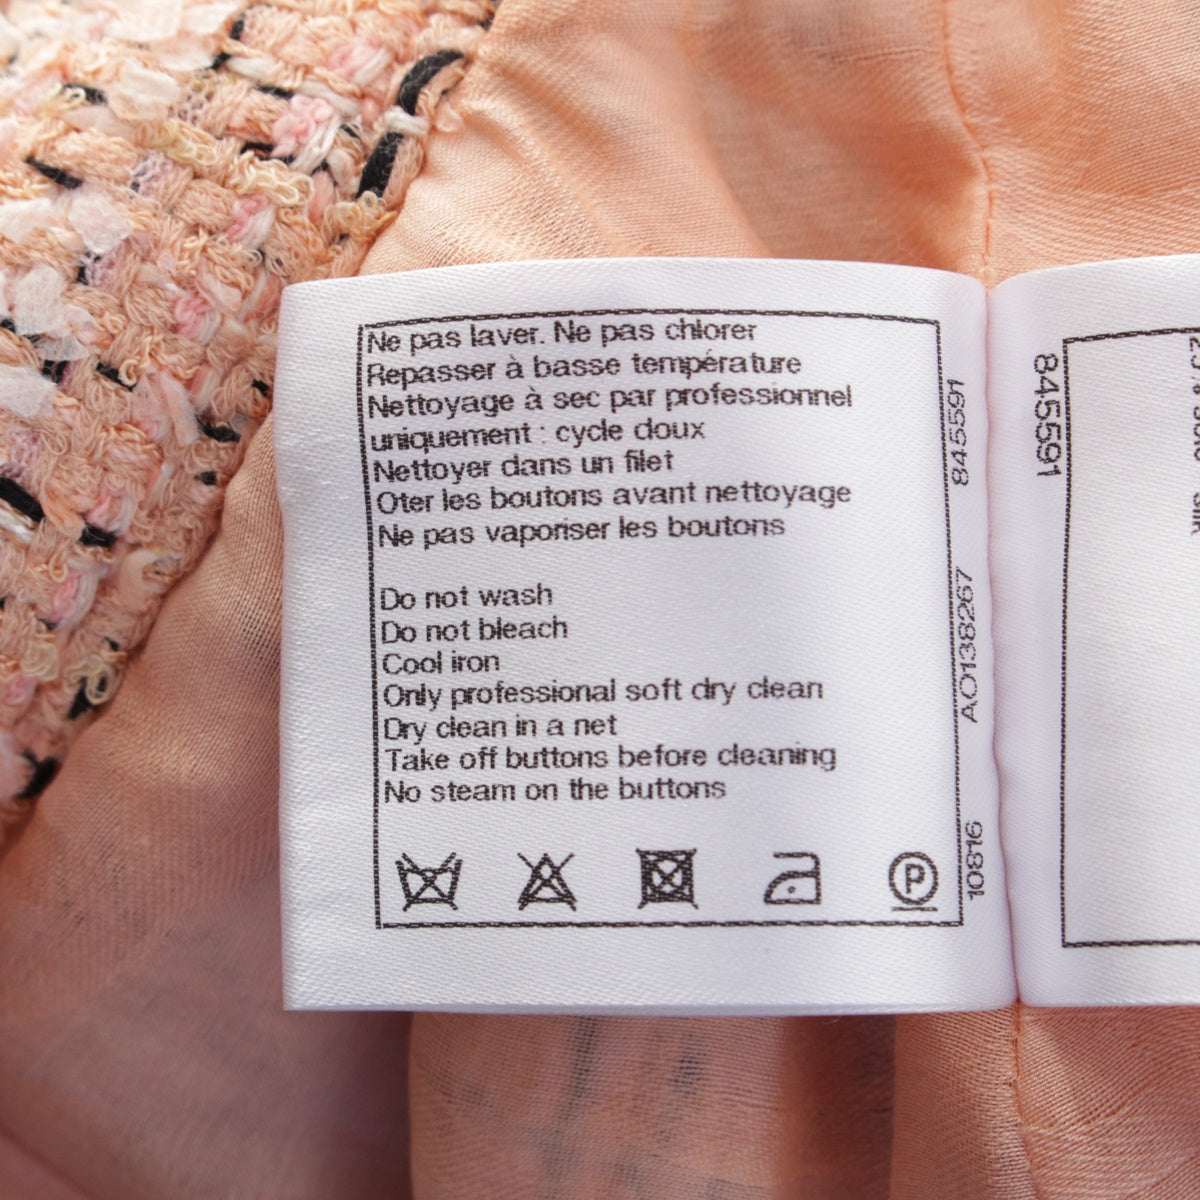 Ne pas laver. Ne pas chlorer
Repasser à basse température
Nettoyage à sec par professionnel
uniquement : cycle doux
Nettoyer dans un filet
Oter les boutons avant nettoyage
Ne pas vaporiser les boutons
Do not wash
Do not bleach
Cool iron
Only professional soft dry clean
Dry clean in a net
Take off buttons before cleaning
No steam on the buttons
P
845591
AO138267
10816
845591